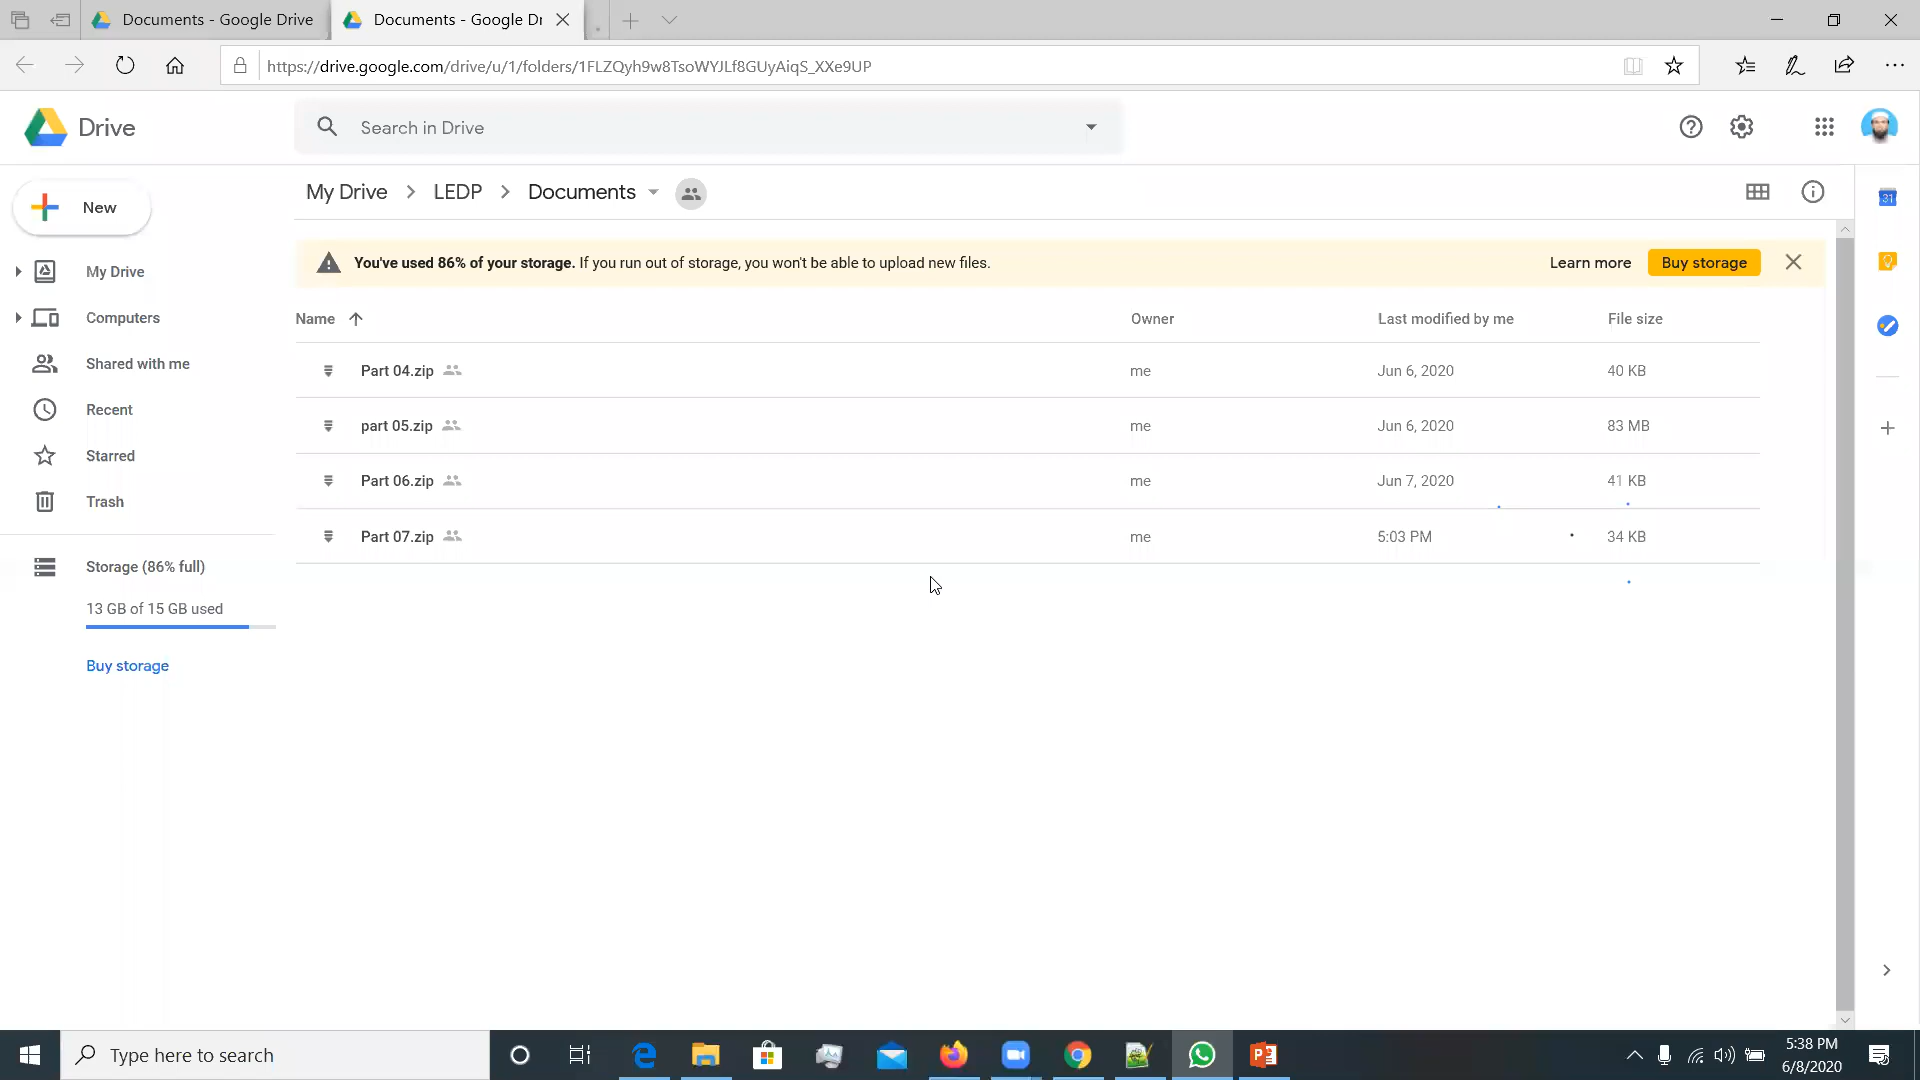 Documents - Google Drive
Documents - Google Dr
https://drive.google.com/drive/u/1/folders/1FLZQyh9w8TsoWYJLf8GUyAiqS_XXe9UP
Drive
Search in Drive
New
My Drive > LEDP > Documents
31
You've used 86% of your storage. If you run out of storage, you won't be able to upload new files.
Learn more
Buy storage
My Drive
Computers
Shared with me
Recent
Starred
Trash
Storage (86% full)
13 GB of 15 GB used
Buy storage
Name Owner Last modified by me File size
Part 04.zip me Jun 6, 2020 40 KB
part 05.zip me Jun 6, 2020 83 MB
Part 06.zip me Jun 7, 2020 41 KB
Part 07.zip me 5:03 PM 34 KB
Type here to search
5:38 PM
6/8/2020